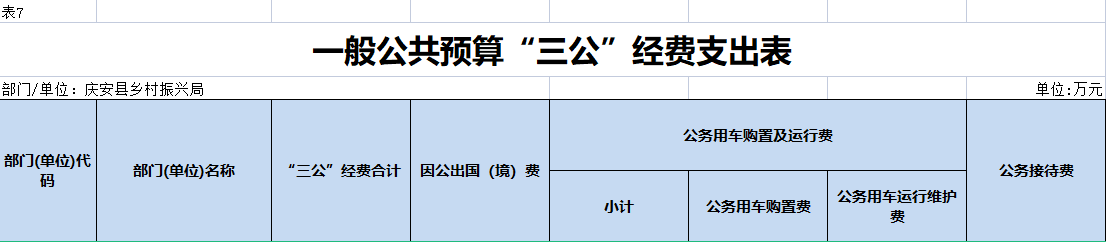 表7
一般公共预算“三公”经费支出表
部门/单位：庆安县乡村振兴局
单位:万元
部门(单位)代
码
部门(单位)名称
“三公”经费合计
因公出国（境）费
公务用车购置及运行费
小计
公务用车购置费
公务用车运行维护
费
公务接待费